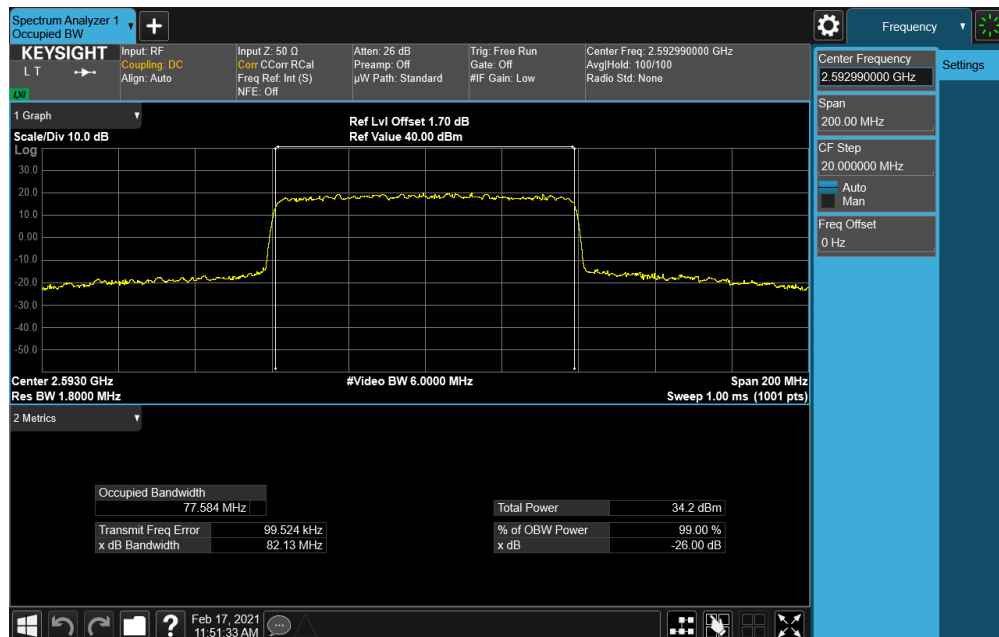 Spectrum Analyzer 1
Occupied BW
Frequency
KEYSIGHT
L T
LXI
Input: RF
Coupling: DC
Align: Auto
Input Z: 50 Ω
Corr CCorr RCal
Freq Ref: Int (S)
NFE: Off
Atten: 26 dB
Preamp: Off
µW Path: Standard
Trig: Free Run
Gate: Off
#IF Gain: Low
Center Freq: 2.592990000 GHz
Avg|Hold: 100/100
Radio Std: None
Center Frequency
2.592990000 GHz
Settings
Span
200.00 MHz
CF Step
20.000000 MHz
Auto
Man
Freq Offset
0 Hz
1 Graph
Scale/Div 10.0 dB
Ref Lvl Offset 1.70 dB
Ref Value 40.00 dBm
Log
30.0
20.0
10.0
0.00
-10.0
-20.0
-30.0
-40.0
-50.0
Center 2.5930 GHz
Res BW 1.8000 MHz
#Video BW 6.0000 MHz
Span 200 MHz
Sweep 1.00 ms (1001 pts)
2 Metrics
Occupied Bandwidth
77.584 MHz
Transmit Freq Error 99.524 kHz
x dB Bandwidth 82.13 MHz
Total Power 34.2 dBm
% of OBW Power 99.00 %
x dB -26.00 dB
Feb 17, 2021
11:51:33 AM